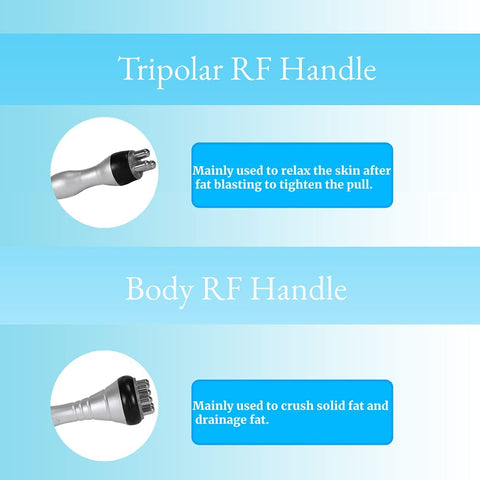 Tripolar RF Handle
Mainly used to relax the skin after
fat blasting to tighten the pull.
Body RF Handle
Mainly used to crush solid fat and
drainage fat.